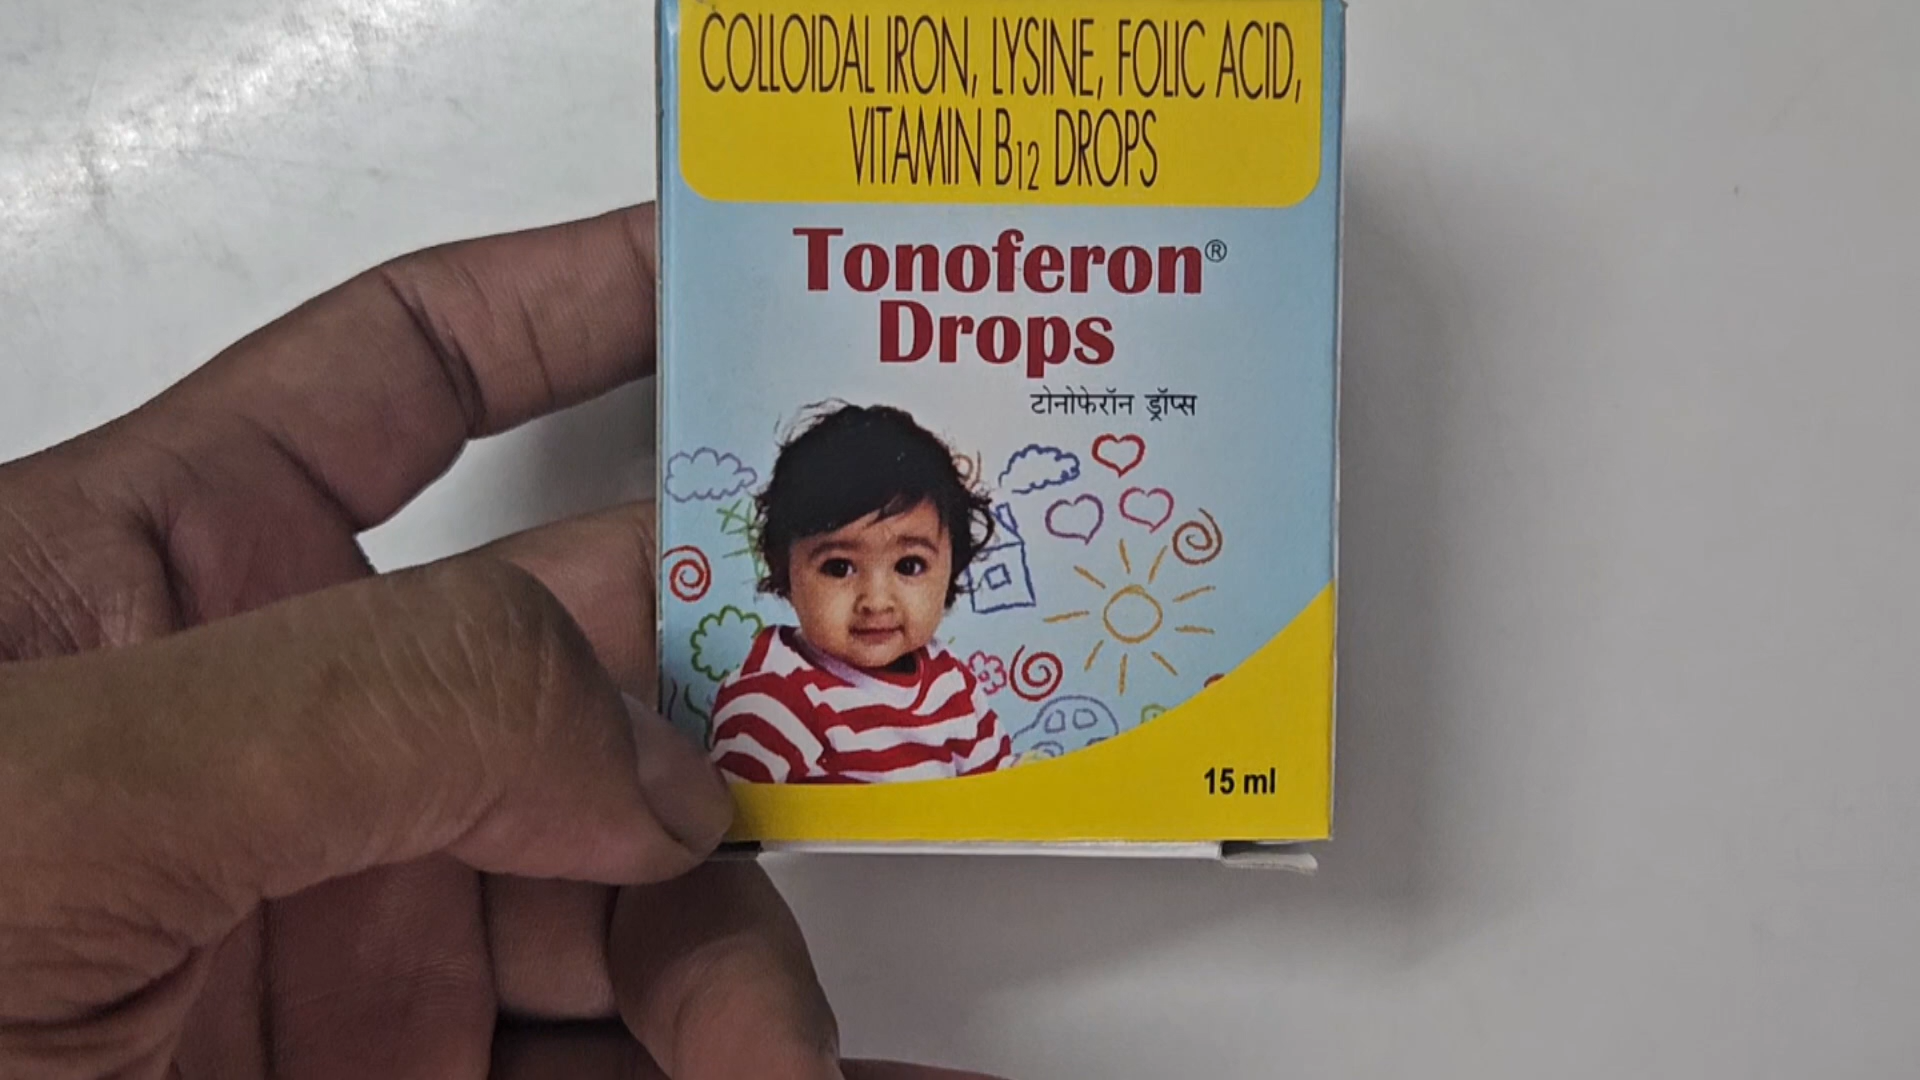 COLLOIDAL IRON, LYSINE, FOLIC ACID,
VITAMIN B12 DROPS
Tonoferon®
Drops
टोनोफेरॉन ड्रॉप्स
15 ml